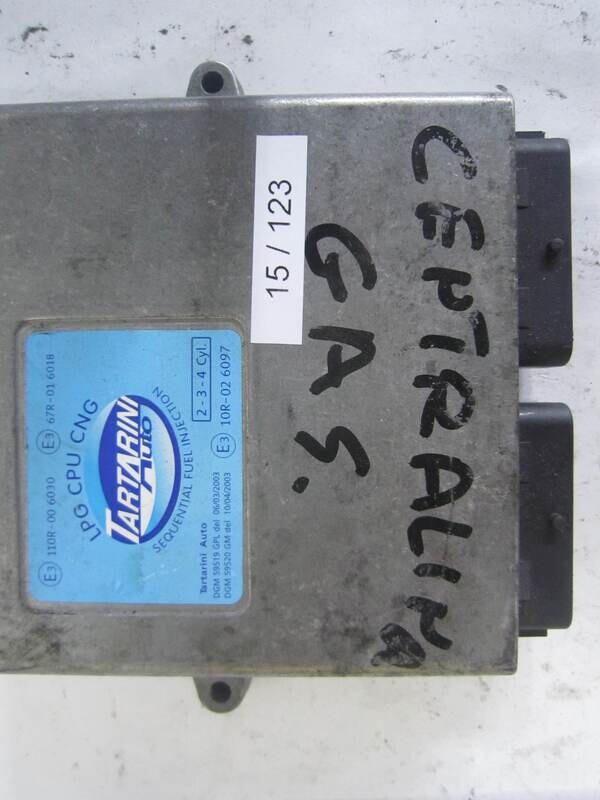 CENTRALINA
GAS.
15 / 123
E3 110R-00 6030
E3 67R-01 6018
LPG CPU CNG
TARTARINI
Auto
SEQUENTIAL FUEL INJECTION
2 - 3 - 4 Cyl.
E3 10R-02 6097
Tartarini Auto
DGM 59519 GPL del 06/03/2003
DGM 59520 GM del 10/04/2003